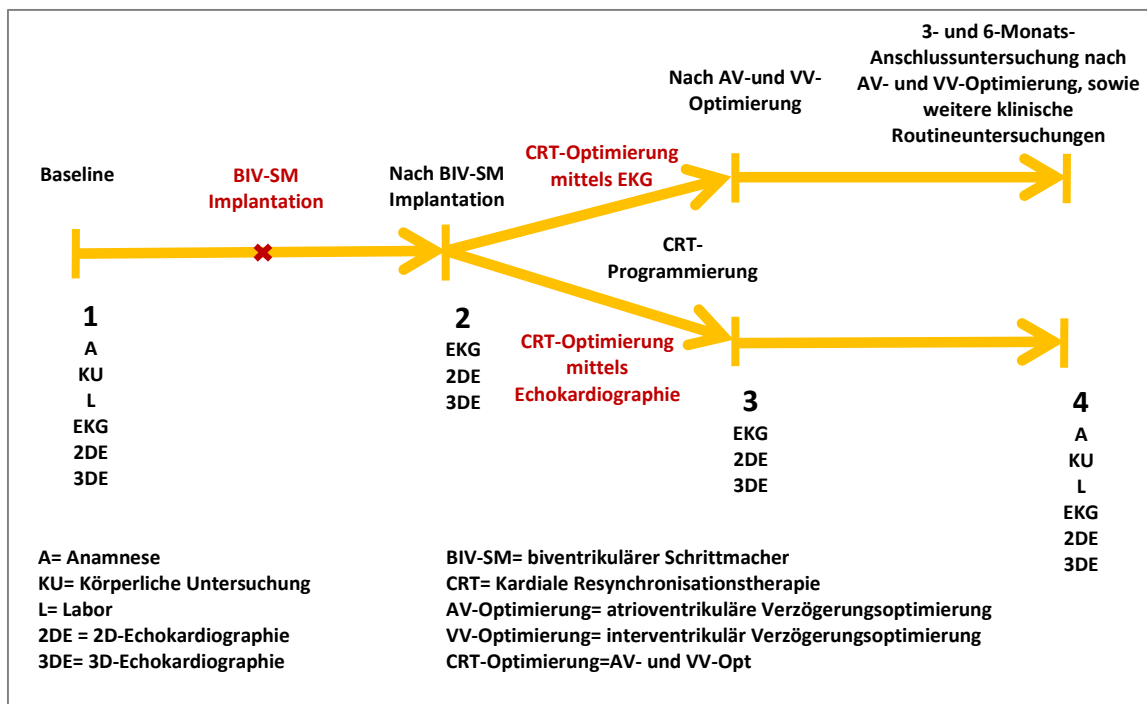 3- und 6-Monats-
Anschlussuntersuchung nach
AV- und VV-Optimierung, sowie
weitere klinische
Routineuntersuchungen
Nach AV-und VV-
Optimierung
Baseline
BIV-SM
Implantation
Nach BIV-SM
Implantation
CRT-Optimierung
mittels EKG
CRT-
Programmierung
CRT-Optimierung
mittels
Echokardiographie
1
A
KU
L
EKG
2DE
3DE
2
EKG
2DE
3DE
3
EKG
2DE
3DE
4
A
KU
L
EKG
2DE
3DE
A= Anamnese
KU= Körperliche Untersuchung
L= Labor
2DE = 2D-Echokardiographie
3DE= 3D-Echokardiographie
BIV-SM= biventrikulärer Schrittmacher
CRT= Kardiale Resynchronisationstherapie
AV-Optimierung= atrioventrikuläre Verzögerungsoptimierung
VV-Optimierung= interventrikulär Verzögerungsoptimierung
CRT-Optimierung=AV- und VV-Opt